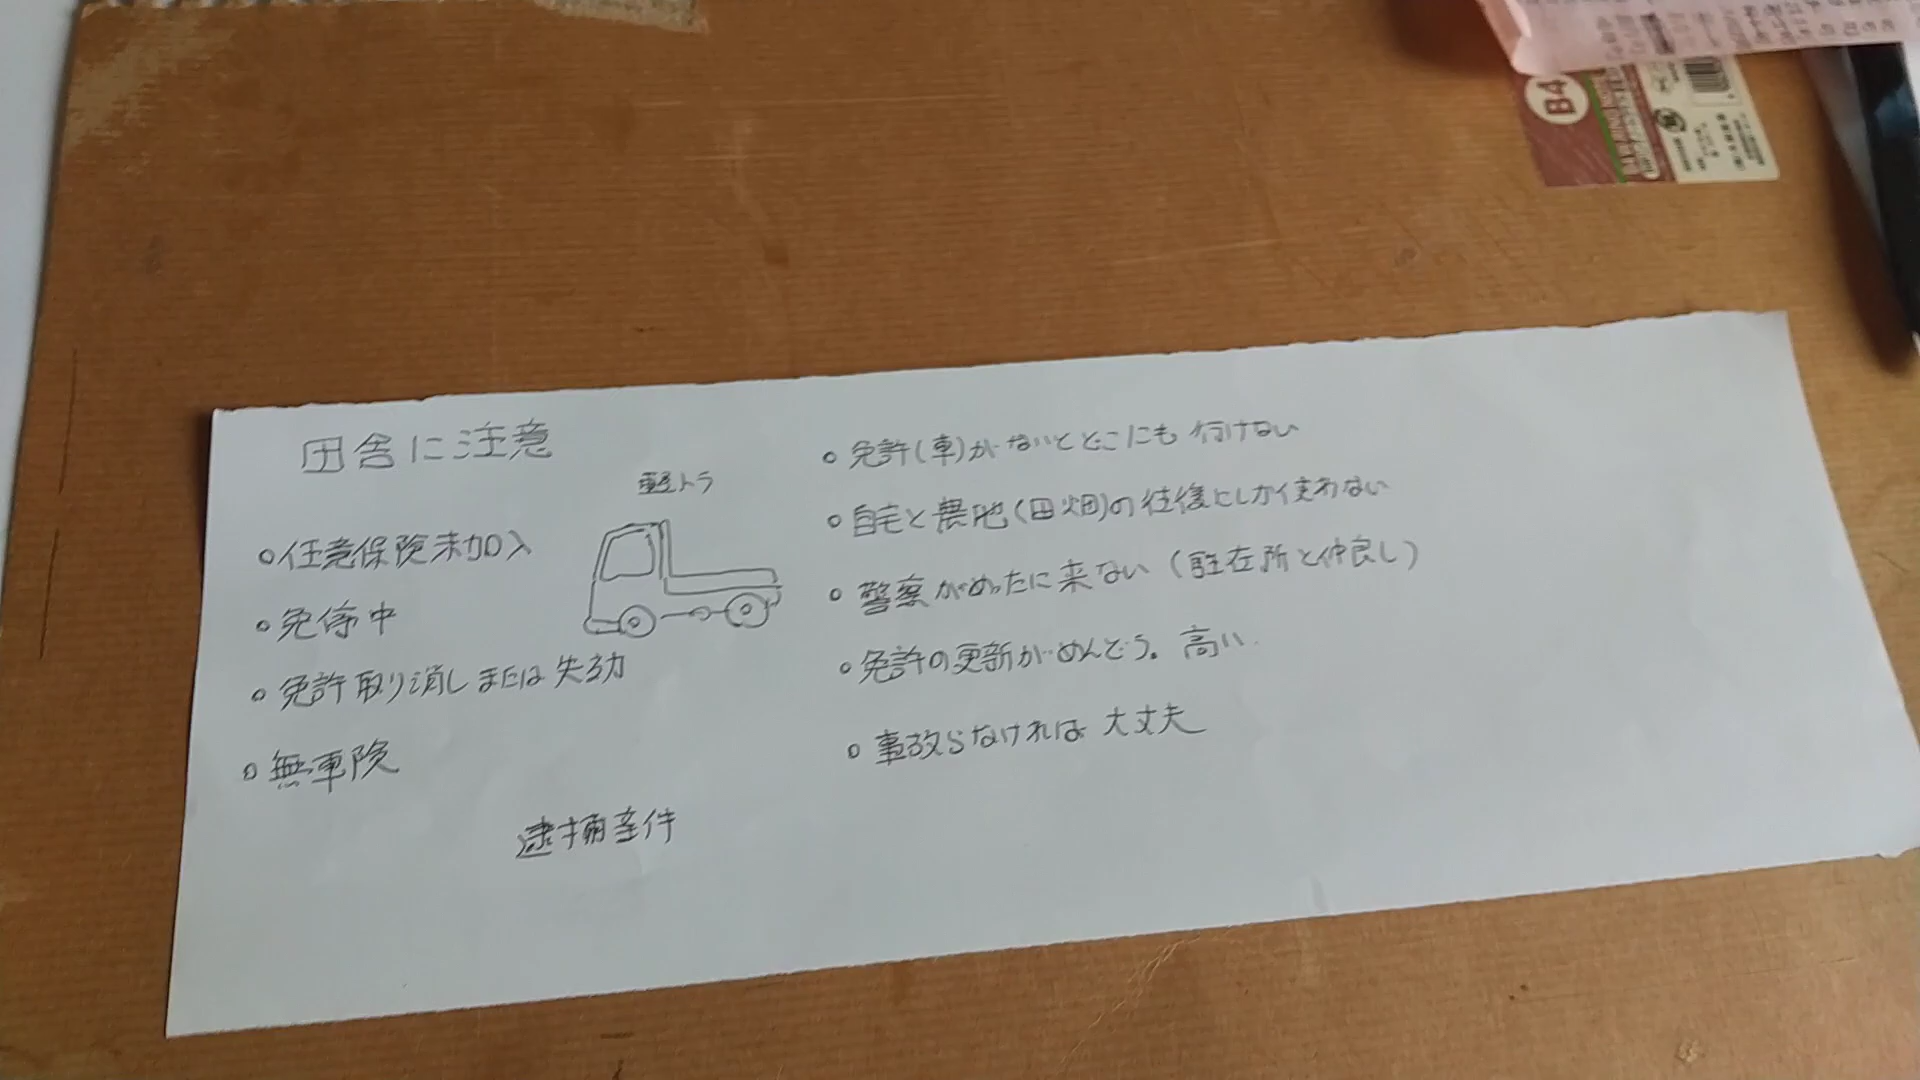 田舎に注意
軽トラ
○任意保険未加入
○免停中
○免許取り消しまたは失効
○無車険
逮捕案件
○免許(車)がないとどこにも行けない
○自宅と農地(田畑)の往復にしか使わない
○警察がめったに来ない(駐在所と仲良し)
○免許の更新がめんどう。高い.
○事故らなければ大丈夫
B4